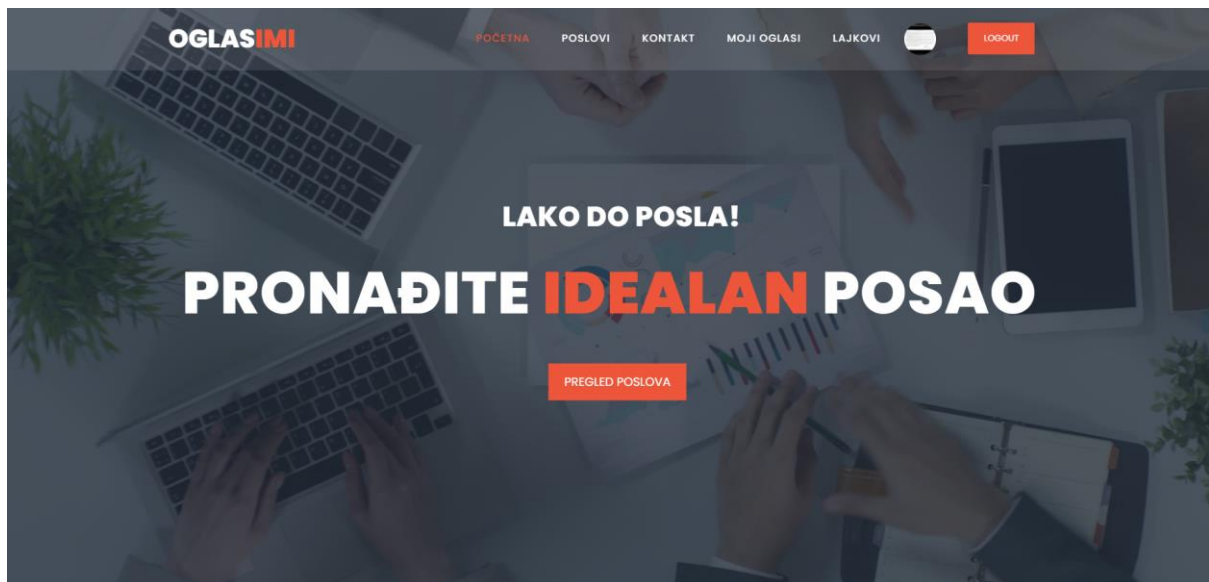 OGLASIMI
POČETNA POSLOVI KONTAKT MOJI OGLASI LAJKOVI LOGOUT
LAKO DO POSLA!
PRONAĐITE IDEALAN POSAO
PREGLED POSLOVA